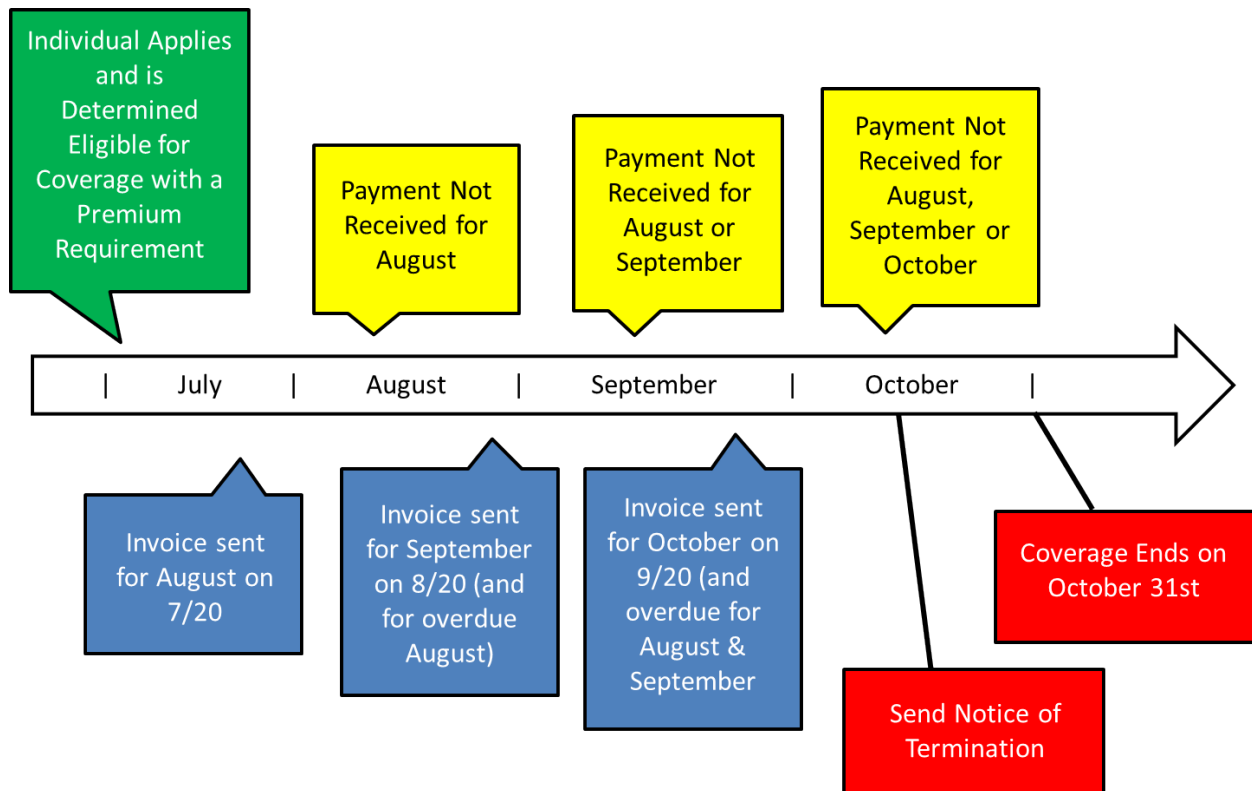 Individual Applies
and is
Determined
Eligible for
Coverage with a
Premium
Requirement
Payment Not
Received for
August
Payment Not
Received for
August or
September
Payment Not
Received for
August,
September or
October
| July | August | September | October |
Invoice sent
for August on
7/20
Invoice sent
for September
on 8/20 (and
for overdue
August)
Invoice sent
for October on
9/20 (and
overdue for
August &
September
Send Notice of
Termination
Coverage Ends on
October 31st